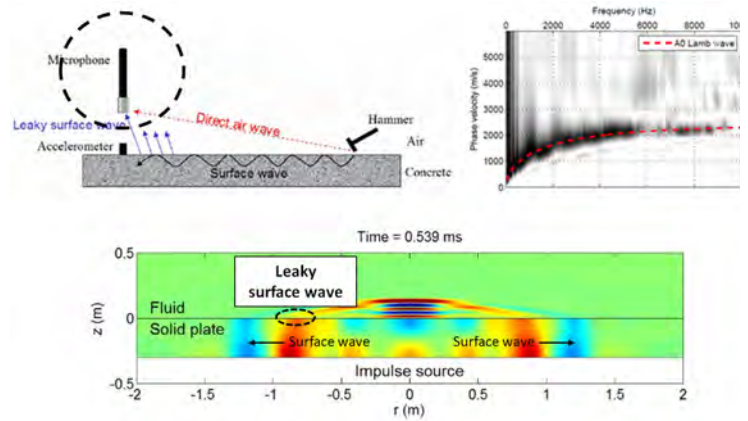 Microphone
Leaky surface wave
Direct air wave
Hammer
Air
Accelerometer
Surface wave
Concrete
Frequency (Hz)
0 2000 4000 6000 8000
A0 Lamb wave
Phase velocity (m/s)
5000
4000
3000
2000
1000
0
Time = 0.539 ms
0.5
Leaky
surface wave
z (m)
Fluid
0
Solid plate
Surface wave
Surface wave
Impulse source
-0.5
-2 -1.5 -1 -0.5 0 0.5 1 1.5 2
r (m)